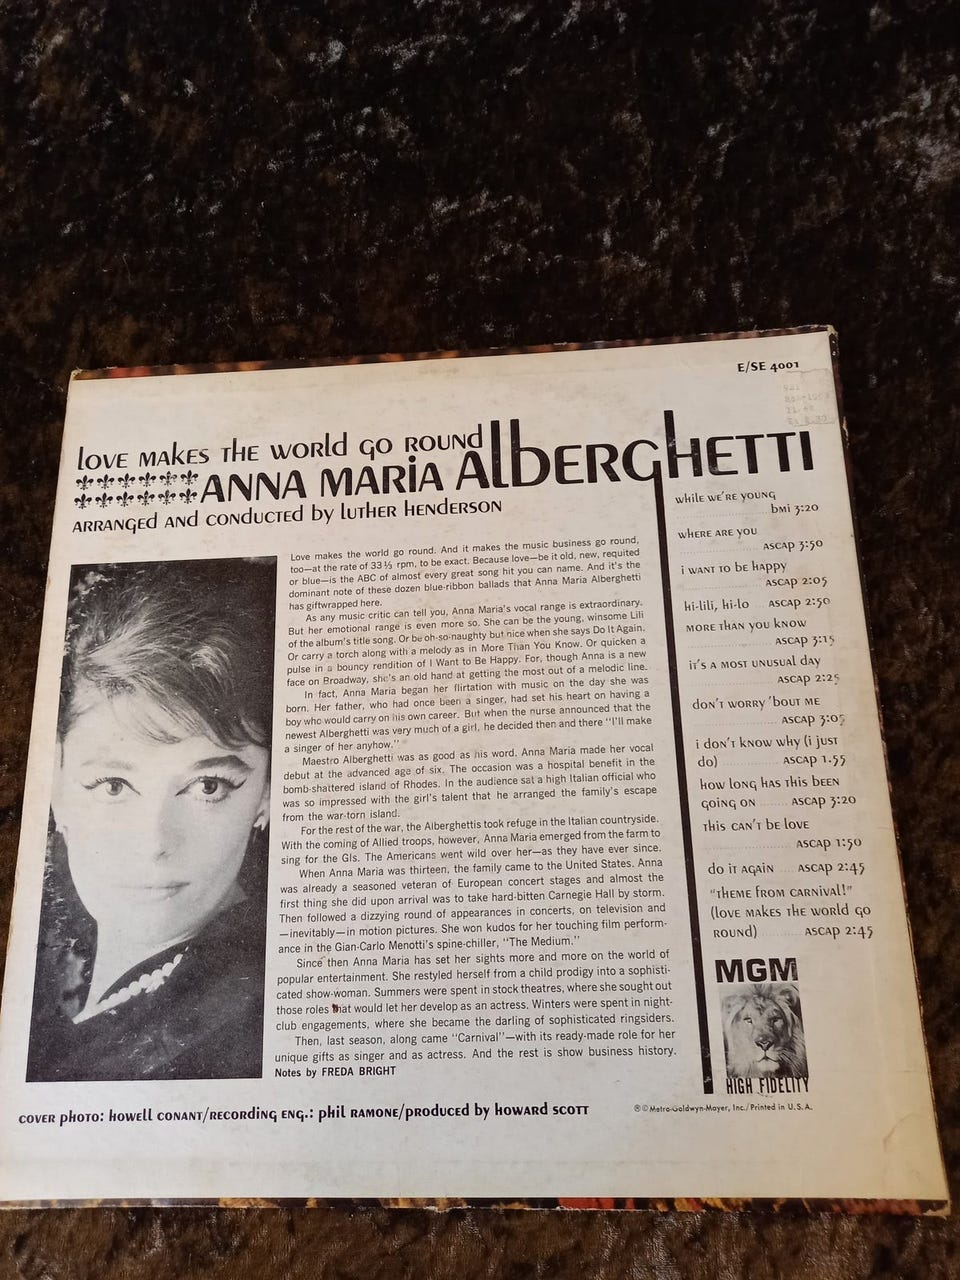 E/SE 4001
love makes the world go round
ANNA MARIA Alberghetti
ARRANGED AND CONDUCTED by LUTHER HENDERSON
Love makes the world go round. And it makes the music business go round,
too—at the rate of 33⅓ rpm, to be exact. Because love—be it old, new, requited
or blue—is the ABC of almost every great song hit you can name. And it's the
dominant note of these dozen blue-ribbon ballads that Anna Maria Alberghetti
has giftwrapped here.
As any music critic can tell you, Anna Maria's vocal range is extraordinary.
But her emotional range is even more so. She can be the young, winsome Lili
of the album's title song. Or be oh-so-naughty but nice when she says Do It Again.
Or carry a torch along with a melody as in More Than You Know. Or quicken a
pulse in a bouncy rendition of I Want to Be Happy. For, though Anna is a new
face on Broadway, she's an old hand at getting the most out of a melodic line.
In fact, Anna Maria began her flirtation with music on the day she was
born. Her father, who had once been a singer, had set his heart on having a
boy who would carry on his own career. But when the nurse announced that the
newest Alberghetti was very much of a girl, he decided then and there "I'll make
a singer of her anyhow."
Maestro Alberghetti was as good as his word. Anna Maria made her vocal
debut at the advanced age of six. The occasion was a hospital benefit in the
bomb-shattered island of Rhodes. In the audience sat a high Italian official who
was so impressed with the girl's talent that he arranged the family's escape
from the war-torn island.
For the rest of the war, the Alberghettis took refuge in the Italian countryside.
With the coming of Allied troops, however, Anna Maria emerged from the farm to
sing for the GIs. The Americans went wild over her—as they have ever since.
When Anna Maria was thirteen, the family came to the United States. Anna
was already a seasoned veteran of European concert stages and almost the
first thing she did upon arrival was to take hard-bitten Carnegie Hall by storm.
Then followed a dizzying round of appearances in concerts, on television and
—inevitably—in motion pictures. She won kudos for her touching film perform-
ance in the Gian-Carlo Menotti's spine-chiller, "The Medium."
Since then Anna Maria has set her sights more and more on the world of
popular entertainment. She restyled herself from a child prodigy into a sophisti-
cated show-woman. Summers were spent in stock theatres, where she sought out
those roles that would let her develop as an actress. Winters were spent in night-
club engagements, where she became the darling of sophisticated ringsiders.
Then, last season, along came "Carnival"—with its ready-made role for her
unique gifts as singer and as actress. And the rest is show business history.
Notes by FREDA BRIGHT
while we're young
bmi 3:20
where are you
ASCAP 3:50
i want to be happy
ASCAP 2:05
hi-lili, hi-lo ASCAP 2:50
more than you know
ASCAP 3:15
it's a most unusual day
ASCAP 2:25
don't worry 'bout me
ASCAP 3:05
i don't know why (i just
do) ASCAP 1.55
how long has this been
going on ASCAP 3:20
this can't be love
ASCAP 1:50
do it again ASCAP 2:45
"theme from carnival!"
(love makes the world go
round) ASCAP 2:45
MGM
HIGH FIDELITY
cover photo: howell conant/recording eng.: phil ramone/produced by howard scott
℗©Metro-Goldwyn-Mayer, Inc./Printed in U.S.A.